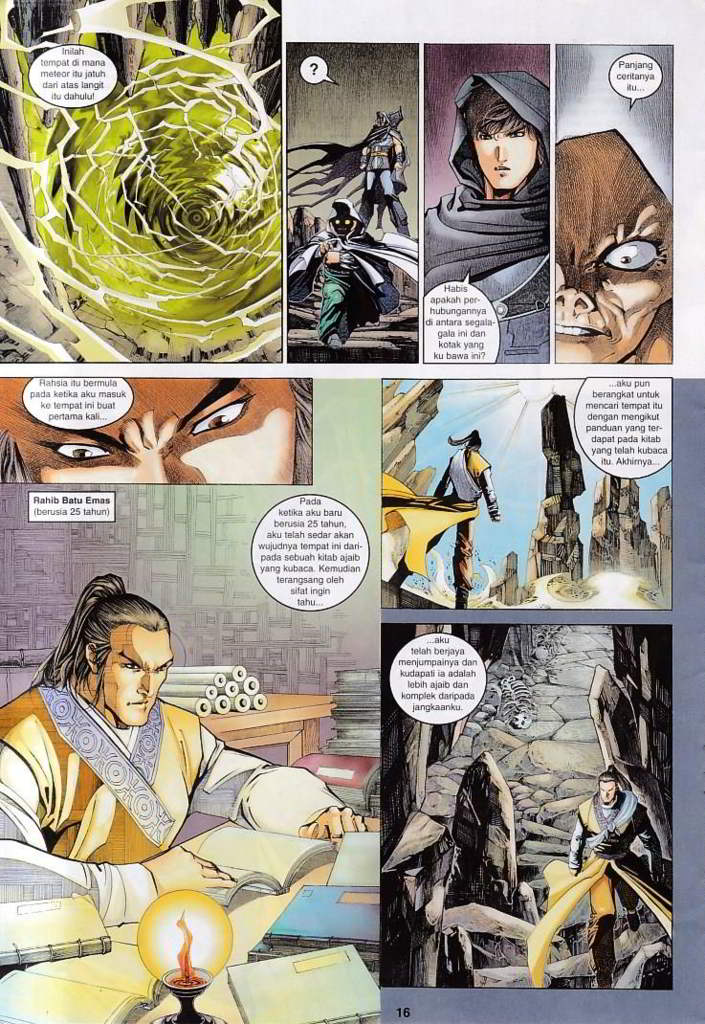 Inilah
tempat di mana
meteor itu jatuh
dari atas langit
itu dahulu!
?
Habis
apakah per-
hubungannya
di antara segala-
gala ini dan
kotak yang
ku bawa ini?
Panjang
ceritanya
itu...
Rahsia itu bermula
pada ketika aku masuk
ke tempat ini buat
pertama kali...
Rahib Batu Emas
(berusia 25 tahun)
Pada
ketika aku baru
berusia 25 tahun,
aku telah sedar akan
wujudnya tempat ini dari-
pada sebuah kitab ajaib
yang kubaca. Kemudian
terangsang oleh
sifat ingin
tahu...
...aku pun
berangkat untuk
mencari tempat itu
dengan mengikut
panduan yang ter-
dapat pada kitab
yang telah kubaca
itu. Akhirnya...
...aku
telah berjaya
menjumpainya dan
kudapati ia adalah
lebih ajaib dan
komplek daripada
jangkaanku.
16